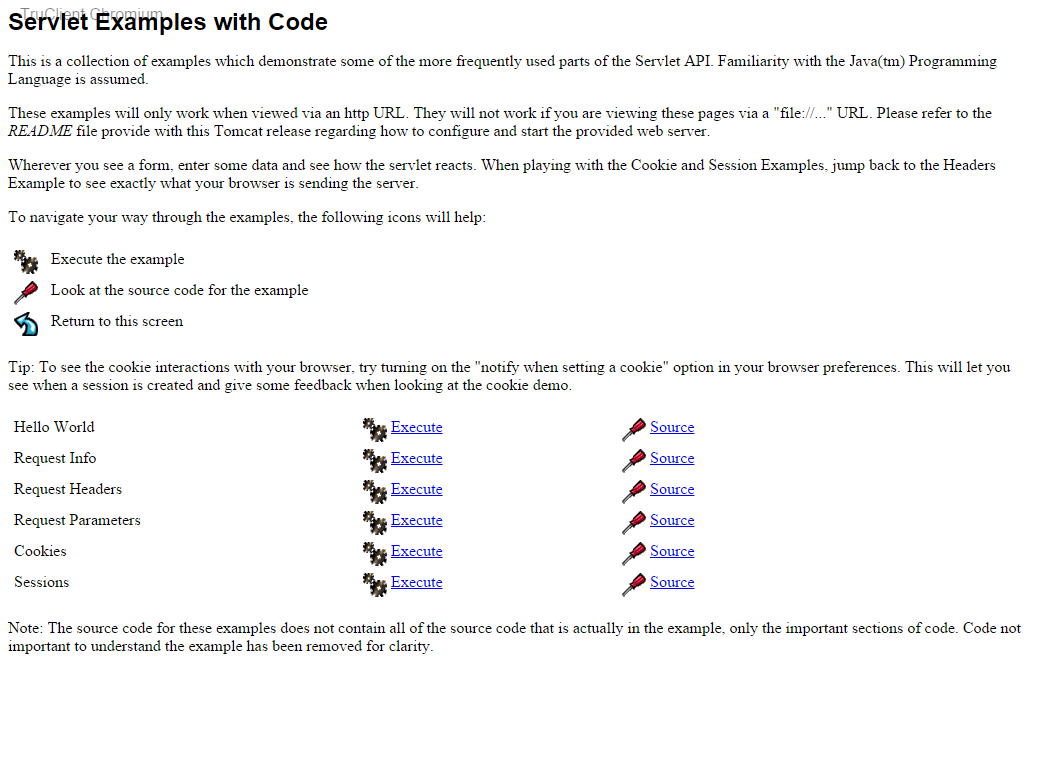 TruClient Chromium
Servlet Examples with Code
This is a collection of examples which demonstrate some of the more frequently used parts of the Servlet API. Familiarity with the Java(tm) Programming
Language is assumed.
These examples will only work when viewed via an http URL. They will not work if you are viewing these pages via a "file://..." URL. Please refer to the
README file provide with this Tomcat release regarding how to configure and start the provided web server.
Wherever you see a form, enter some data and see how the servlet reacts. When playing with the Cookie and Session Examples, jump back to the Headers
Example to see exactly what your browser is sending the server.
To navigate your way through the examples, the following icons will help:
Execute the example
Look at the source code for the example
Return to this screen
Tip: To see the cookie interactions with your browser, try turning on the "notify when setting a cookie" option in your browser preferences. This will let you
see when a session is created and give some feedback when looking at the cookie demo.
Hello World Execute Source
Request Info Execute Source
Request Headers Execute Source
Request Parameters Execute Source
Cookies Execute Source
Sessions Execute Source
Note: The source code for these examples does not contain all of the source code that is actually in the example, only the important sections of code. Code not
important to understand the example has been removed for clarity.